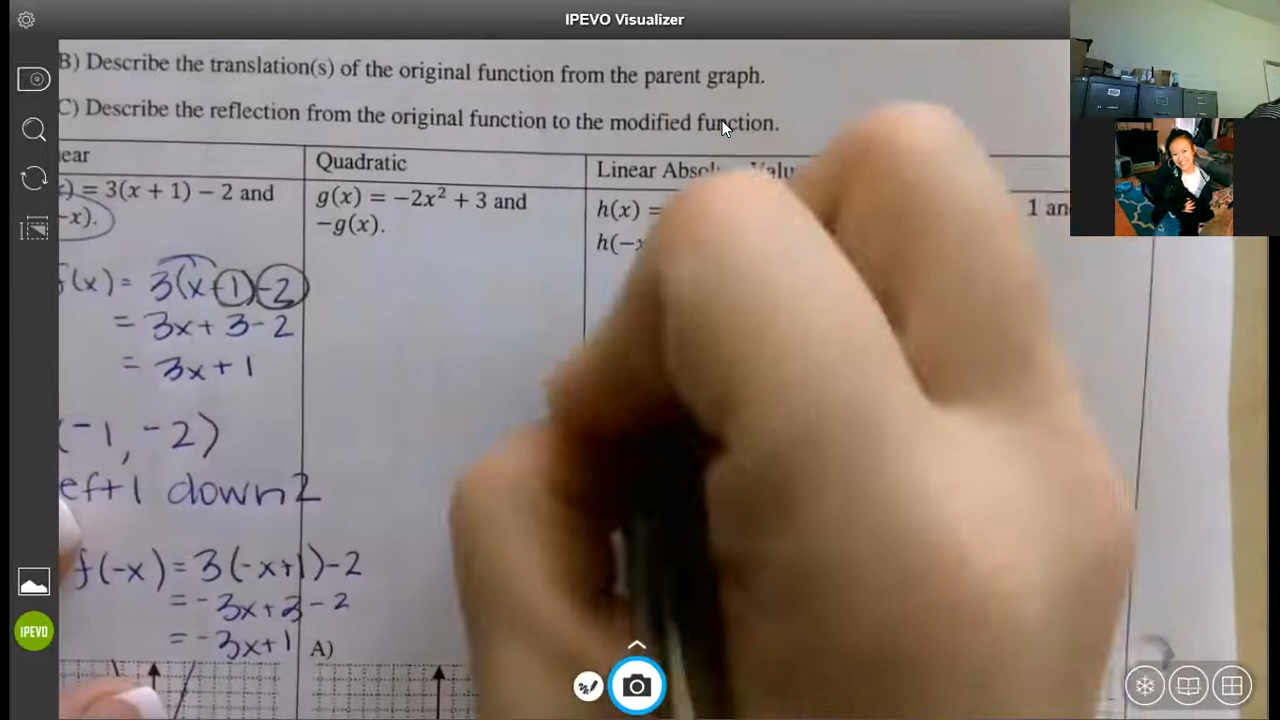 IPEVO Visualizer
B) Describe the translation(s) of the original function from the parent graph.
C) Describe the reflection from the original function to the modified function.
ear
Quadratic
Linear Absolu Valu
) = 3(x + 1) − 2 and
-x).
g(x) = −2x² + 3 and
−g(x).
h(x) =
h(−x
1 an
f(x) = 3(x+1)-2
= 3x+3-2
= 3x+1
(-1, -2)
eft 1 down 2
f(-x) = 3(-x+1)-2
= -3x+3-2
= -3x+1
A)
IPEVO